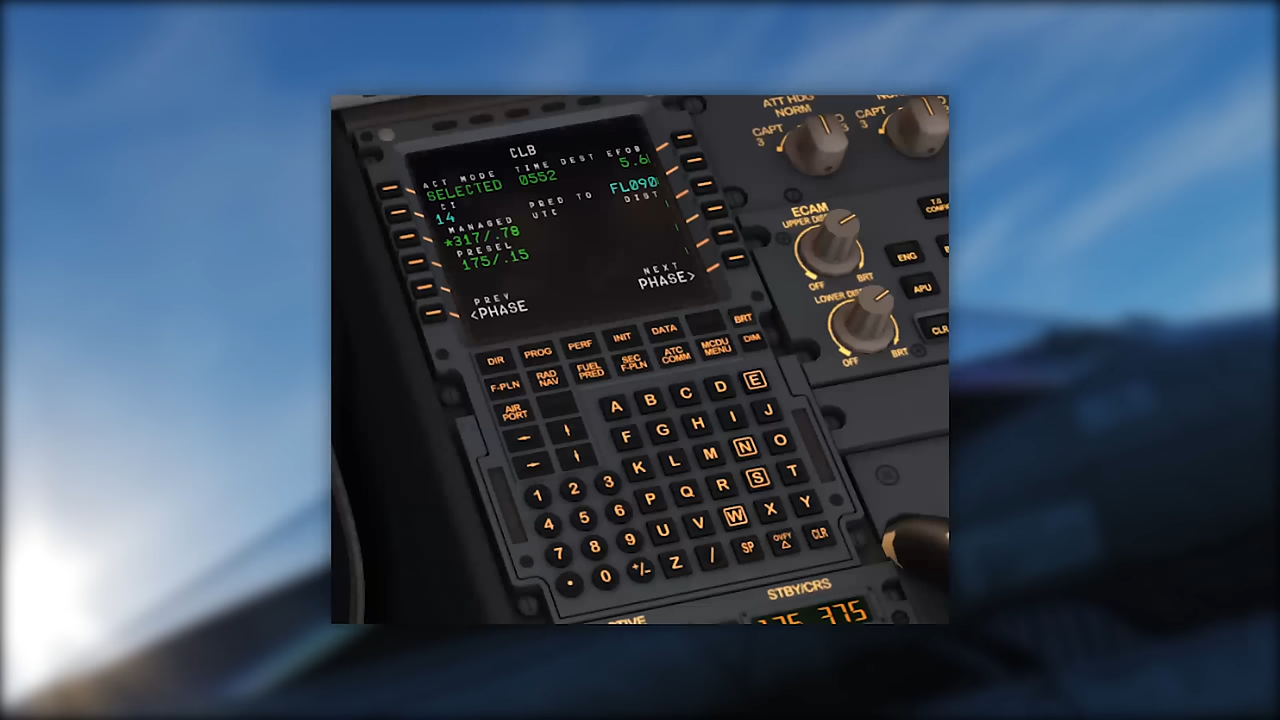 CLB
ACT MODE TIME DEST EFOB
SELECTED 0552 5.6
CI
14 PRED TO FL090
MANAGED UTC DIST
*317/.78
PRESEL
175/.15
PREV NEXT
<PHASE PHASE>
DIR PROG PERF INIT DATA BRT
F-PLN RAD NAV FUEL PRED SEC F-PLN ATC COMM MCDU MENU DIM
AIR PORT
A B C D E
F G H I J
K L M N O
P Q R S T
U V W X Y
Z / SP OVFY △ CLR
1 2 3
4 5 6
7 8 9
. 0 +/-
ATT HDG
NORM
CAPT
3
CAPT
3
3
ECAM
UPPER
OFF BRT
LOWER
OFF BRT
T.O
ENG
APU
CLR
STBY/CRS